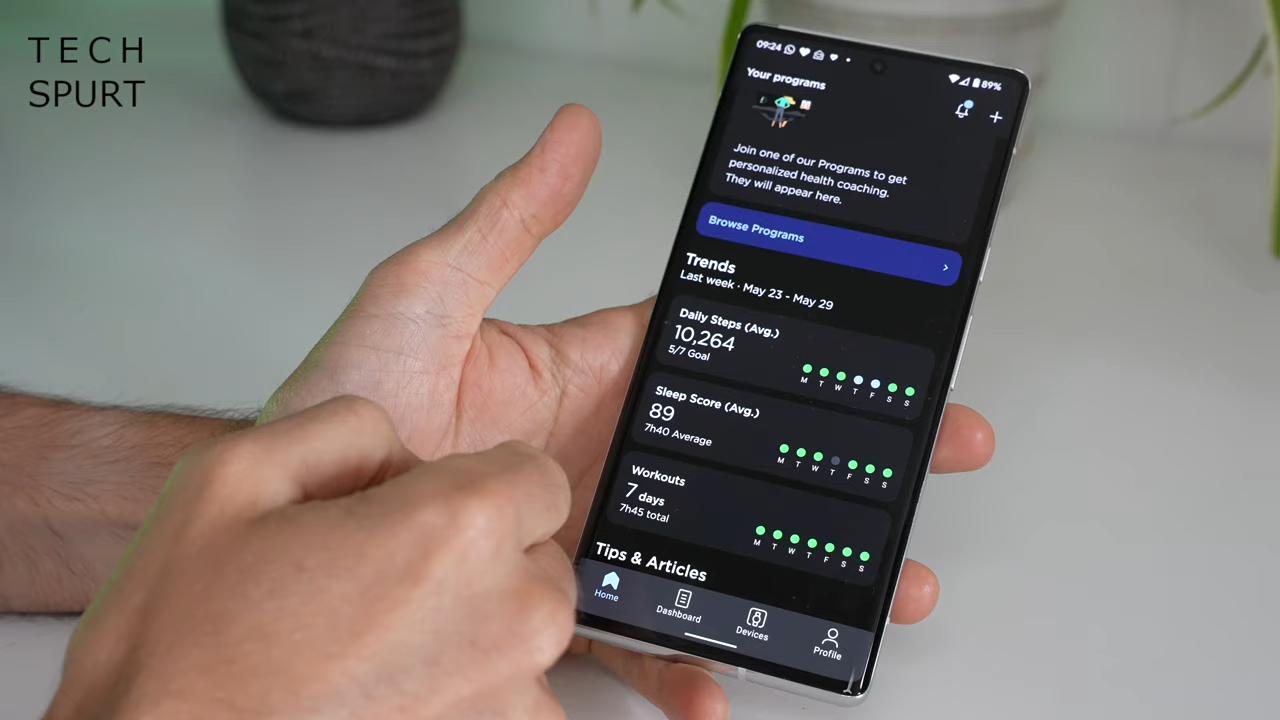 TECH
SPURT
09:24
89%
Your programs
Join one of our Programs to get
personalized health coaching.
They will appear here.
Browse Programs
Trends
Last week · May 23 - May 29
Daily Steps (Avg.)
10,264
5/7 Goal
M T W T F S S
Sleep Score (Avg.)
89
7h40 Average
M T W T F S S
Workouts
7 days
7h45 total
M T W T F S S
Tips & Articles
Home
Dashboard
Devices
Profile